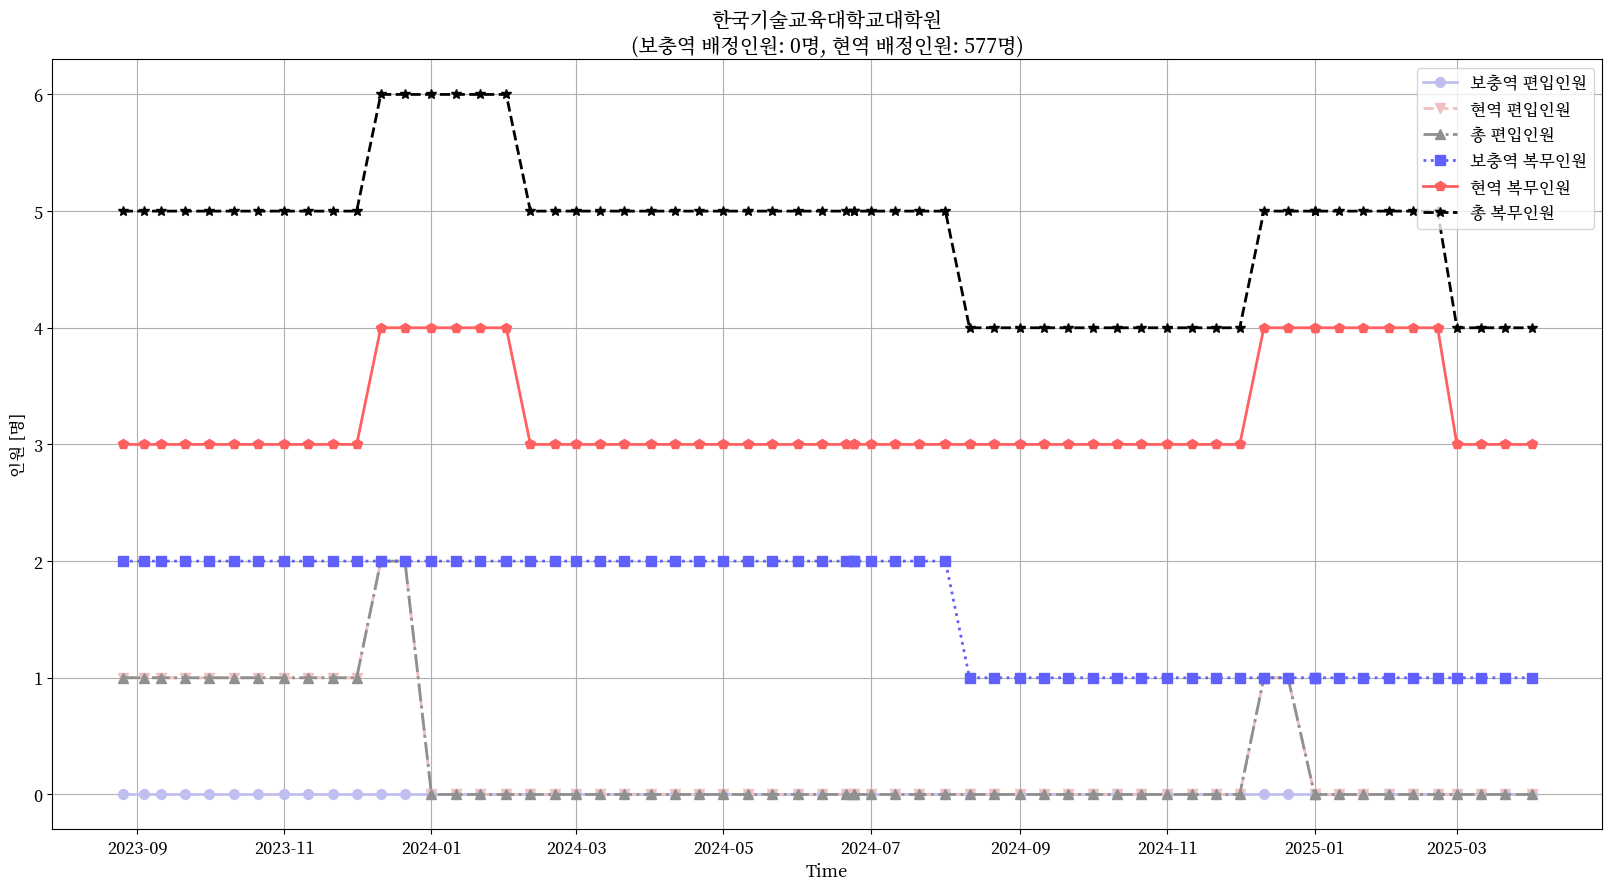 한국기술교육대학교대학원
(보충역 배정인원: 0명, 현역 배정인원: 577명)
보충역 편입인원
현역 편입인원
총 편입인원
보충역 복무인원
현역 복무인원
총 복무인원
인원 [명]
6
5
4
3
2
1
0
2023-09
2023-11
2024-01
2024-03
2024-05
2024-07
2024-09
2024-11
2025-01
2025-03
Time